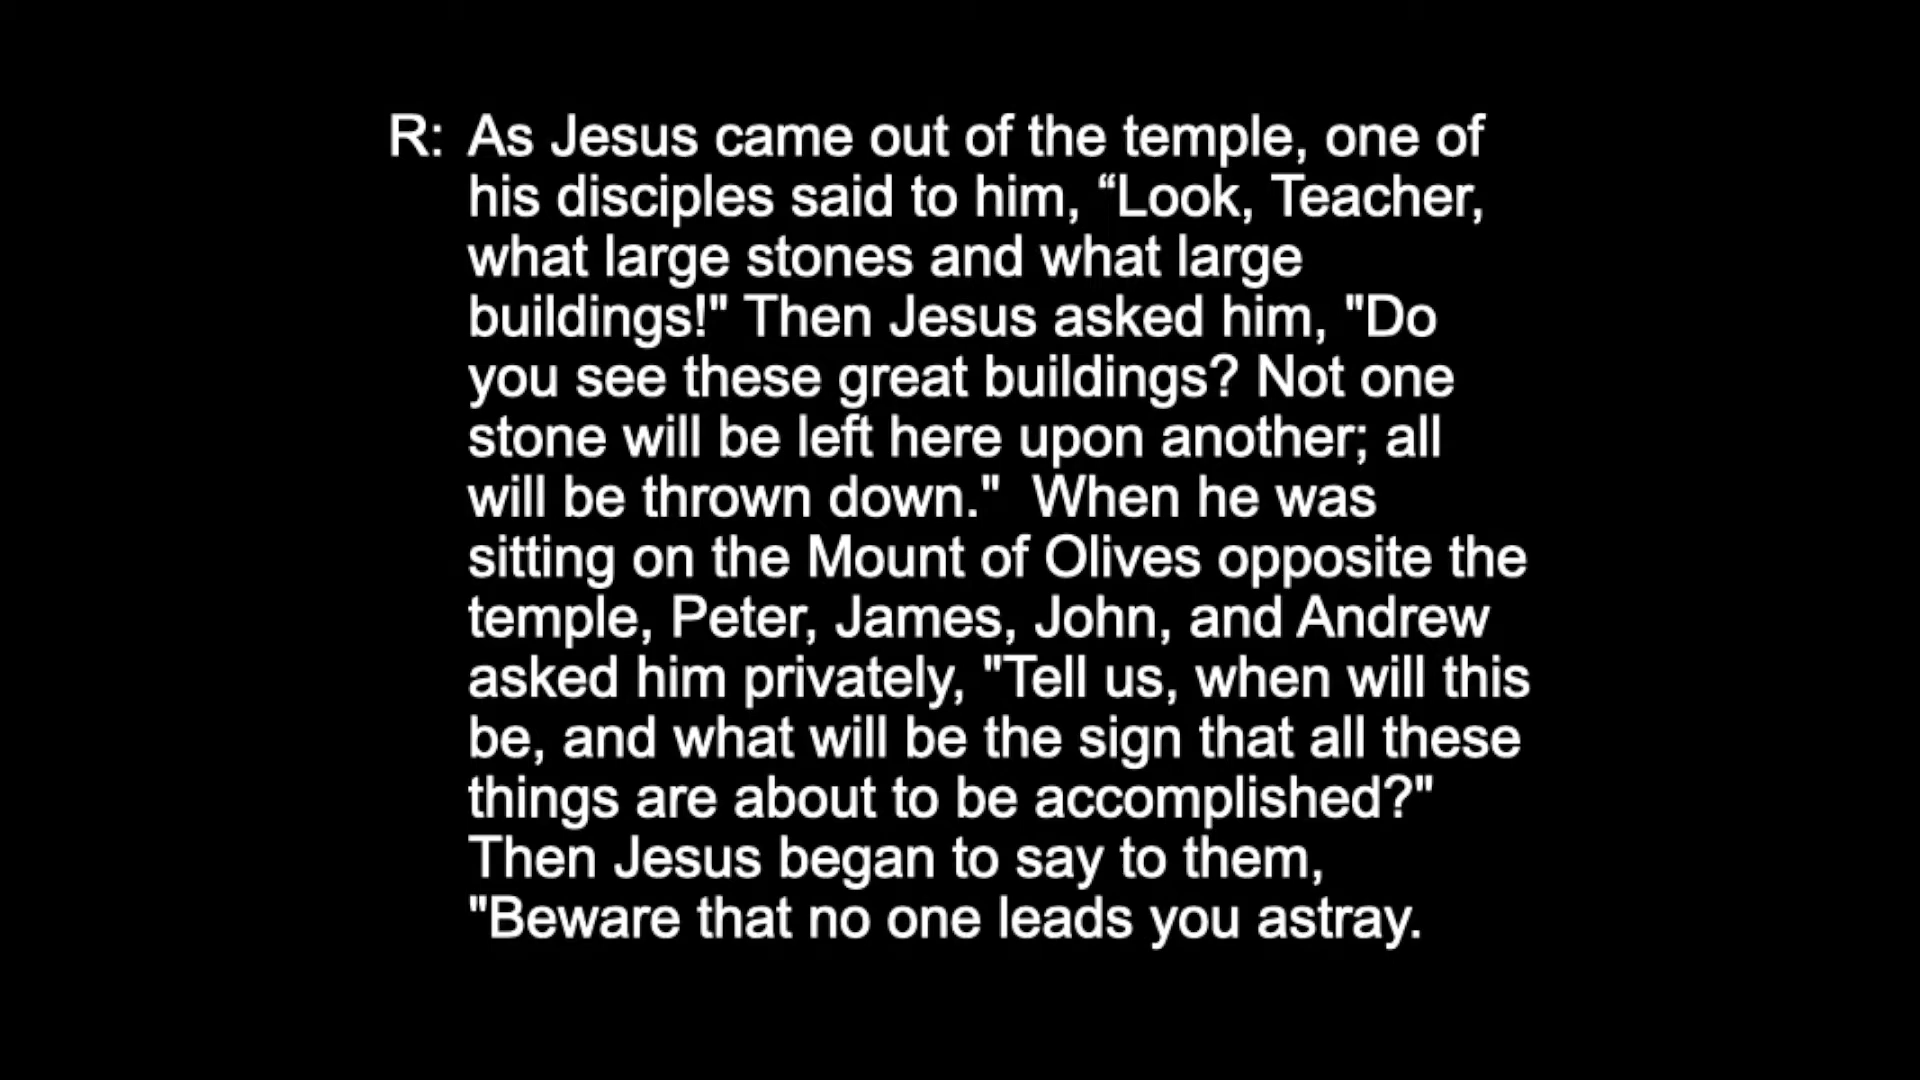 R: As Jesus came out of the temple, one of
his disciples said to him, “Look, Teacher,
what large stones and what large
buildings!" Then Jesus asked him, "Do
you see these great buildings? Not one
stone will be left here upon another; all
will be thrown down."  When he was
sitting on the Mount of Olives opposite the
temple, Peter, James, John, and Andrew
asked him privately, "Tell us, when will this
be, and what will be the sign that all these
things are about to be accomplished?"
Then Jesus began to say to them,
"Beware that no one leads you astray.